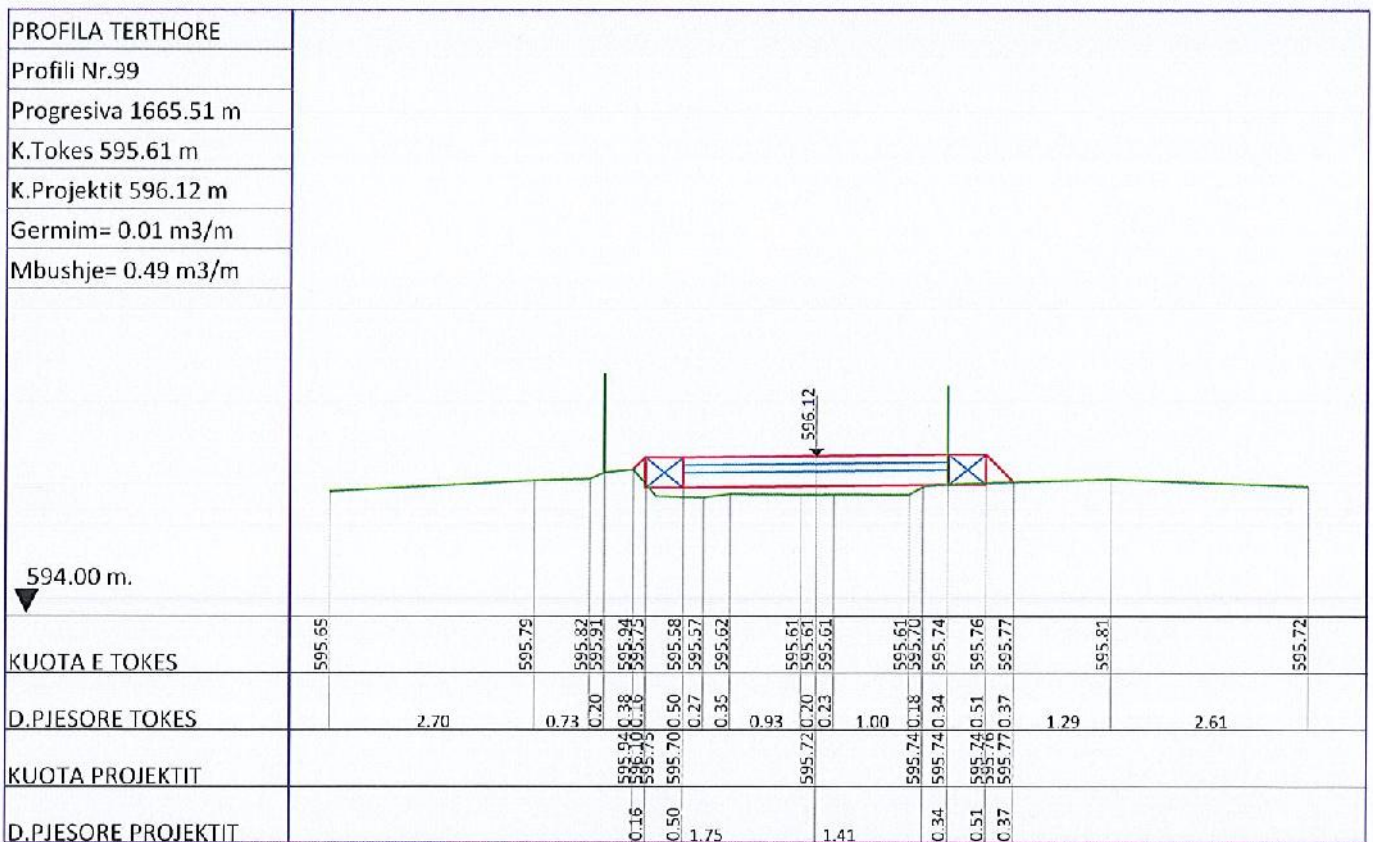 PROFILA TERTHORE
Profili Nr.99
Progresiva 1665.51 m
K.Tokes 595.61 m
K.Projektit 596.12 m
Germim= 0.01 m3/m
Mbushje= 0.49 m3/m
596.12
594.00 m.
KUOTA E TOKES 595.65 595.79 595.82 595.91 595.94 595.75 595.58 595.57 595.62 595.61 595.61 595.61 595.61 595.70 595.74 595.76 595.77 595.81 595.72
D.PJESORE TOKES 2.70 0.73 0.20 0.38 0.16 0.50 0.27 0.35 0.93 0.20 0.23 1.00 0.18 0.34 0.51 0.37 1.29 2.61
KUOTA PROJEKTIT 595.94 596.10 595.75 595.70 595.72 595.74 595.74 595.74 595.76 595.77
D.PJESORE PROJEKTIT 0.16 0.50 1.75 1.41 0.34 0.51 0.37